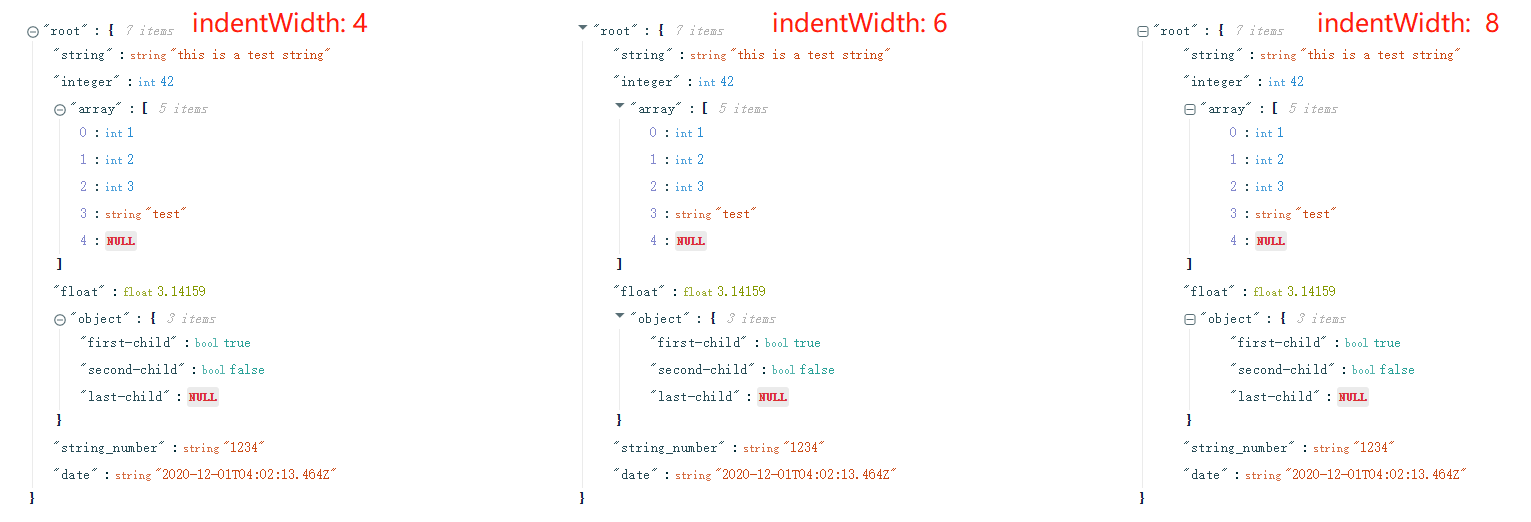 indentWidth: 4
"root" : { 7 items
"string" : string "this is a test string"
"integer" : int 42
"array" : [ 5 items
0 : int 1
1 : int 2
2 : int 3
3 : string "test"
4 : NULL
]
"float" : float 3.14159
"object" : { 3 items
"first-child" : bool true
"second-child" : bool false
"last-child" : NULL
}
"string_number" : string "1234"
"date" : string "2020-12-01T04:02:13.464Z"
}
indentWidth: 6
"root" : { 7 items
"string" : string "this is a test string"
"integer" : int 42
"array" : [ 5 items
0 : int 1
1 : int 2
2 : int 3
3 : string "test"
4 : NULL
]
"float" : float 3.14159
"object" : { 3 items
"first-child" : bool true
"second-child" : bool false
"last-child" : NULL
}
"string_number" : string "1234"
"date" : string "2020-12-01T04:02:13.464Z"
}
indentWidth: 8
"root" : { 7 items
"string" : string "this is a test string"
"integer" : int 42
"array" : [ 5 items
0 : int 1
1 : int 2
2 : int 3
3 : string "test"
4 : NULL
]
"float" : float 3.14159
"object" : { 3 items
"first-child" : bool true
"second-child" : bool false
"last-child" : NULL
}
"string_number" : string "1234"
"date" : string "2020-12-01T04:02:13.464Z"
}